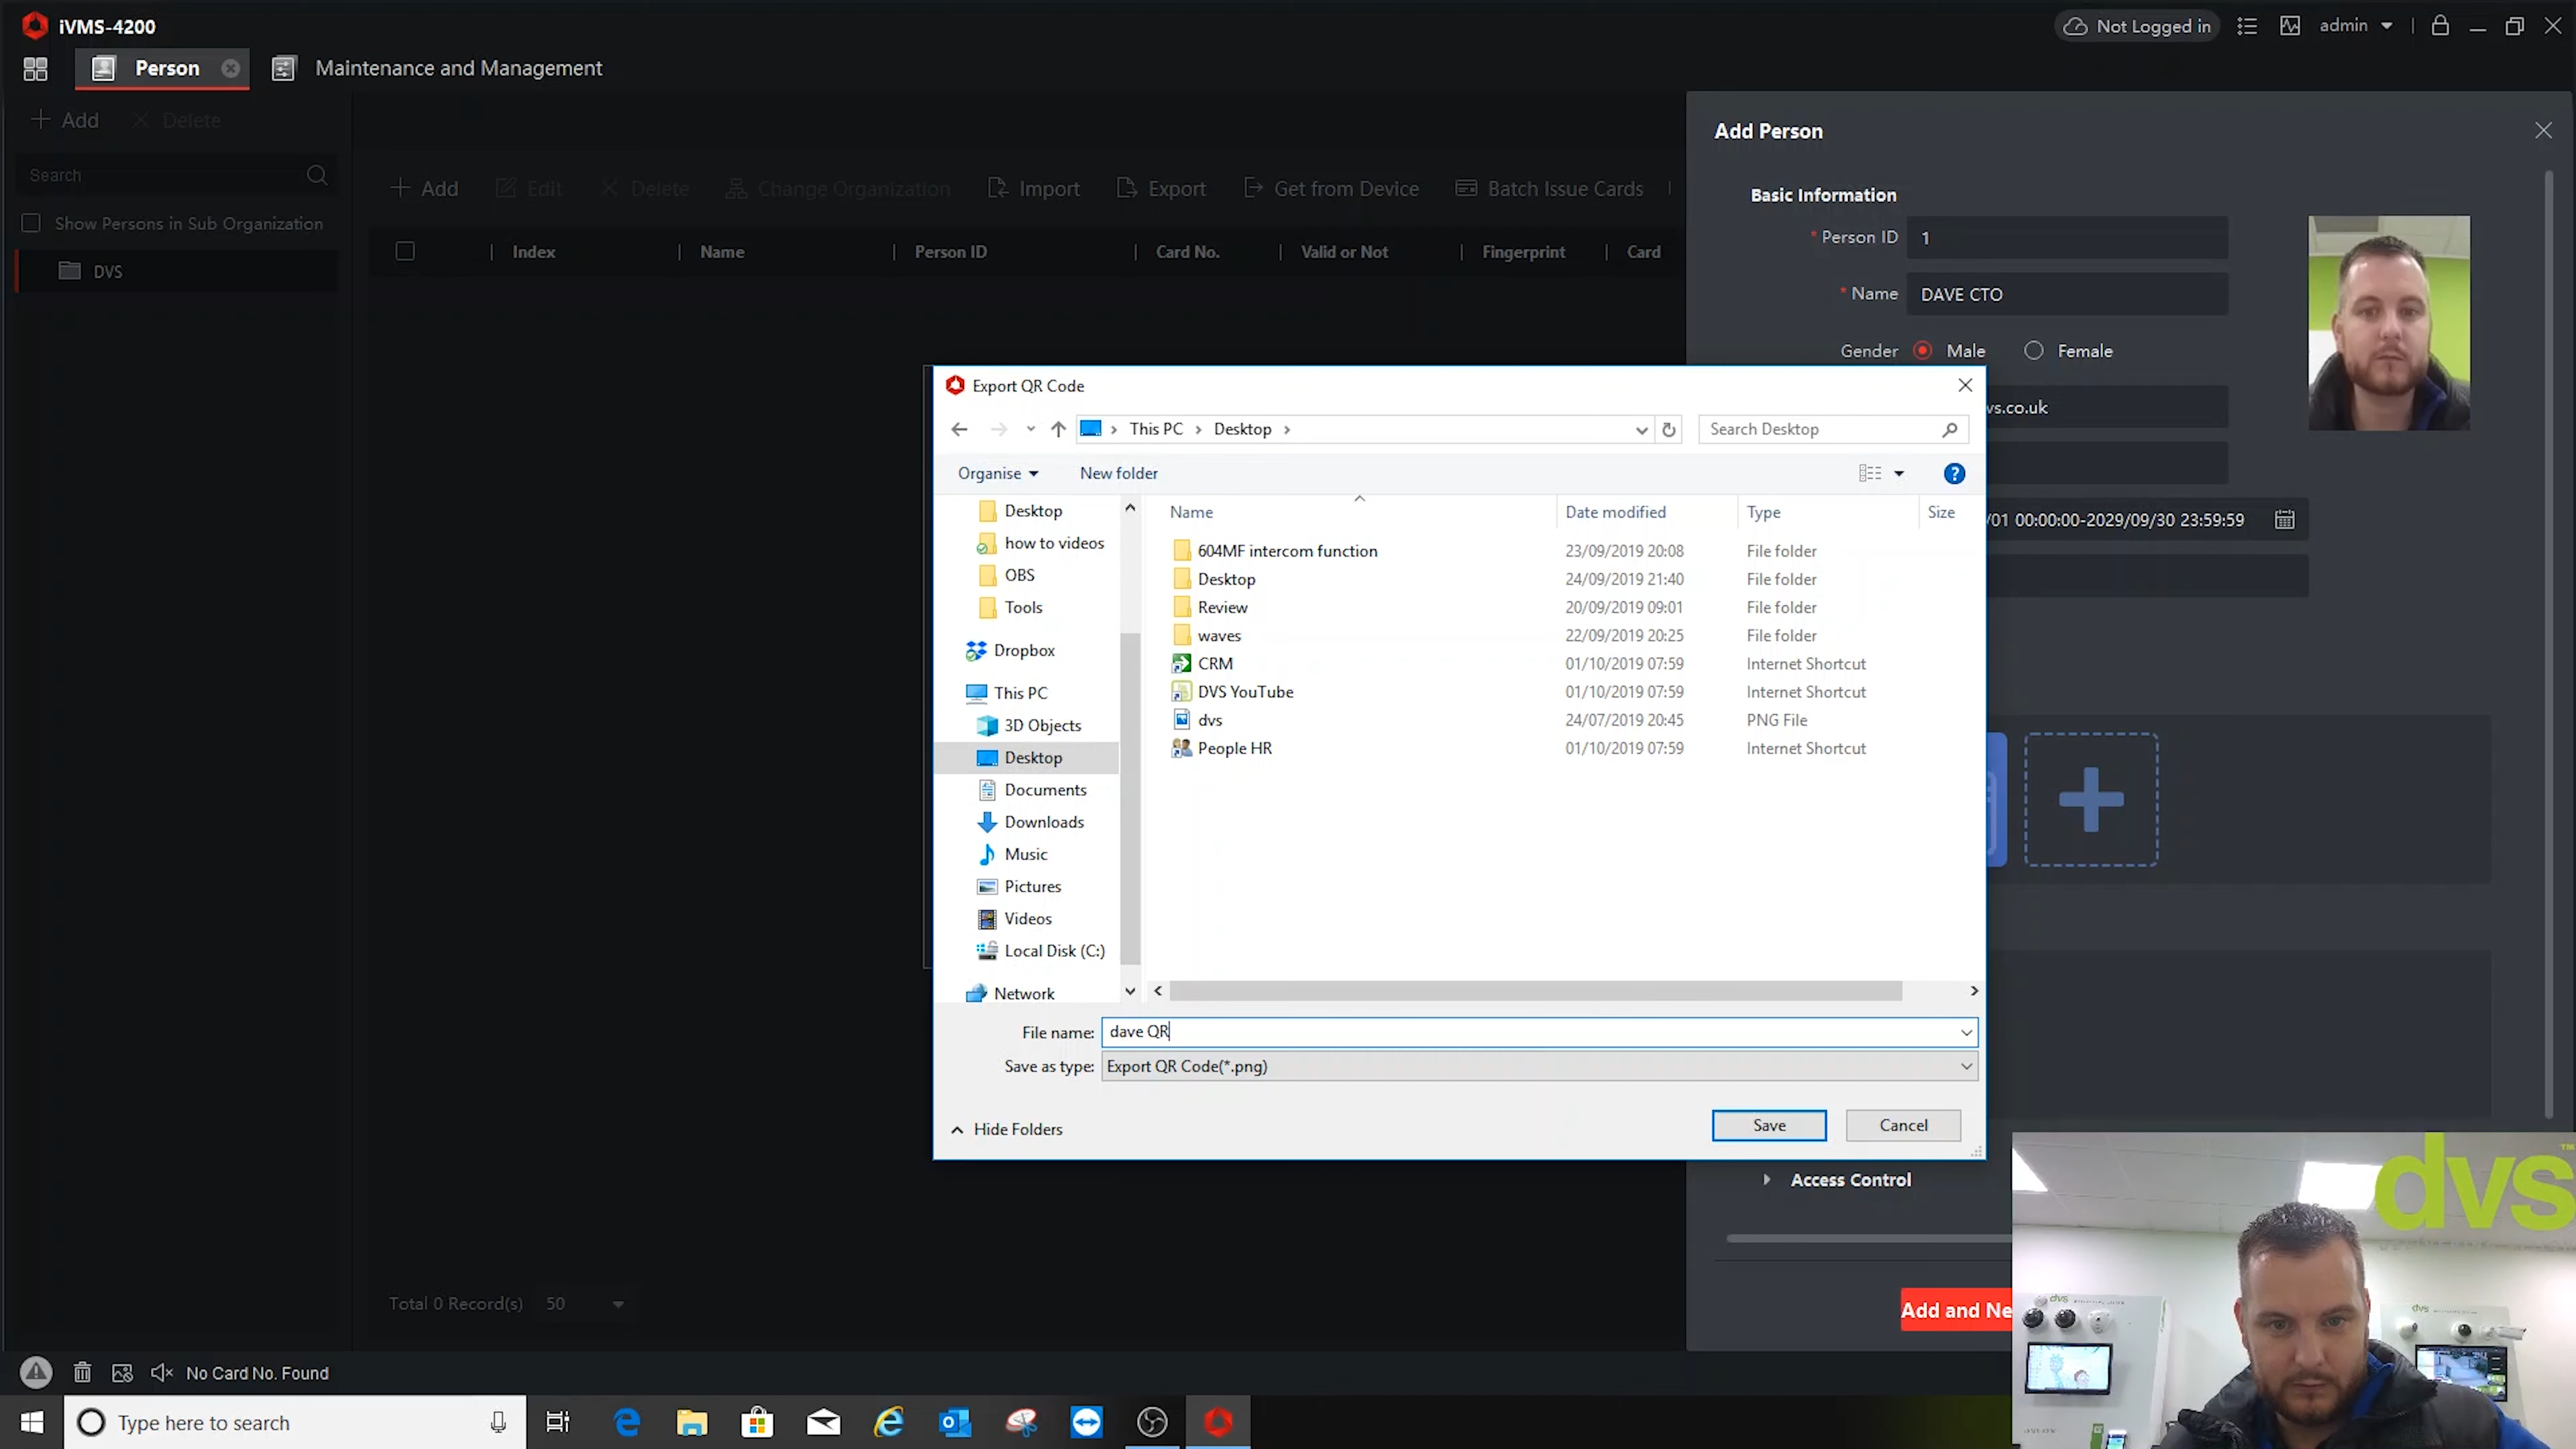 iVMS-4200
Not Logged in
admin
Person
Maintenance and Management
Add
Delete
Search
Show Persons in Sub Organization
DVS
Add
Edit
Delete
Change Organization
Import
Export
Get from Device
Batch Issue Cards
Index
Name
Person ID
Card No.
Valid or Not
Fingerprint
Card
Add Person
Basic Information
* Person ID 1
* Name DAVE CTO
Gender Male Female
vs.co.uk
/01 00:00:00-2029/09/30 23:59:59
Export QR Code
This PC > Desktop >
Search Desktop
Organise
New folder
Desktop
how to videos
OBS
Tools
Dropbox
This PC
3D Objects
Desktop
Documents
Downloads
Music
Pictures
Videos
Local Disk (C:)
Network
Name Date modified Type Size
604MF intercom function 23/09/2019 20:08 File folder
Desktop 24/09/2019 21:40 File folder
Review 20/09/2019 09:01 File folder
waves 22/09/2019 20:25 File folder
CRM 01/10/2019 07:59 Internet Shortcut
DVS YouTube 01/10/2019 07:59 Internet Shortcut
dvs 24/07/2019 20:45 PNG File
People HR 01/10/2019 07:59 Internet Shortcut
File name: dave QR
Save as type: Export QR Code(*.png)
Hide Folders
Save
Cancel
Access Control
Add and Ne
dvs™
dvs
dvs
Total 0 Record(s) 50
No Card No. Found
Type here to search